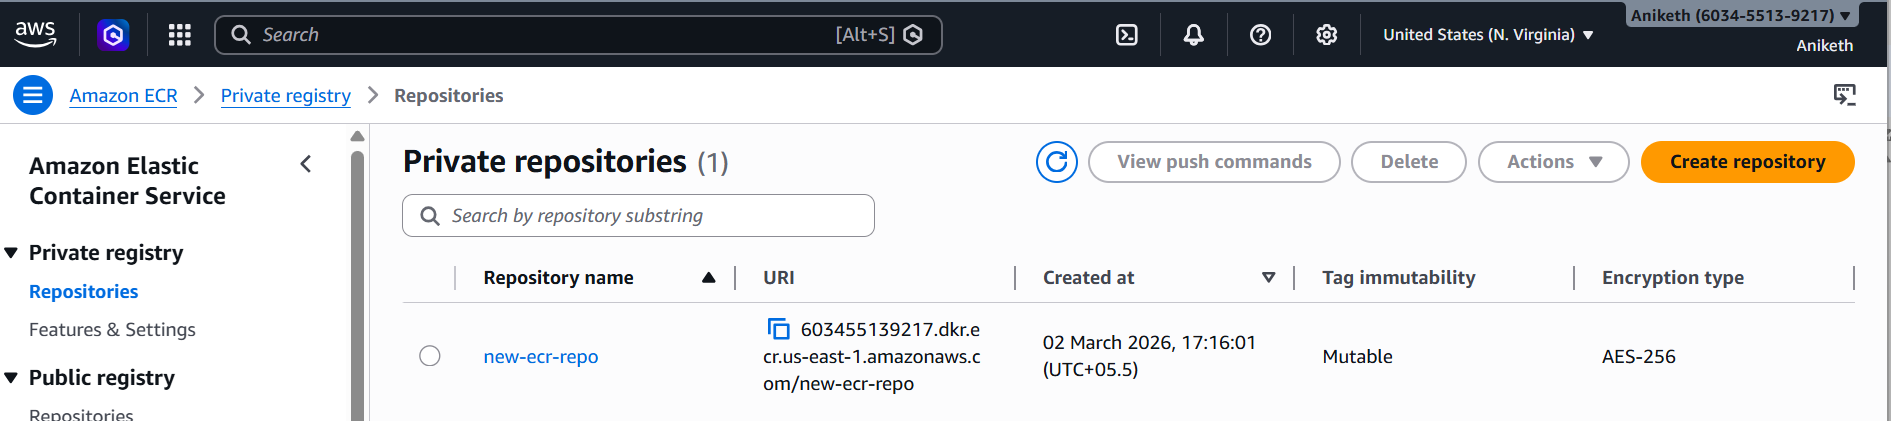 aws
Search
[Alt+S]
United States (N. Virginia)
Aniketh (6034-5513-9217)
Aniketh
Amazon ECR
Private registry
Repositories
Amazon Elastic
Container Service
Private registry
Repositories
Features & Settings
Public registry
Repositories
Private repositories (1)
View push commands
Delete
Actions
Create repository
Search by repository substring
Repository name
URI
Created at
Tag immutability
Encryption type
new-ecr-repo
603455139217.dkr.e
cr.us-east-1.amazonaws.c
om/new-ecr-repo
02 March 2026, 17:16:01
(UTC+05.5)
Mutable
AES-256